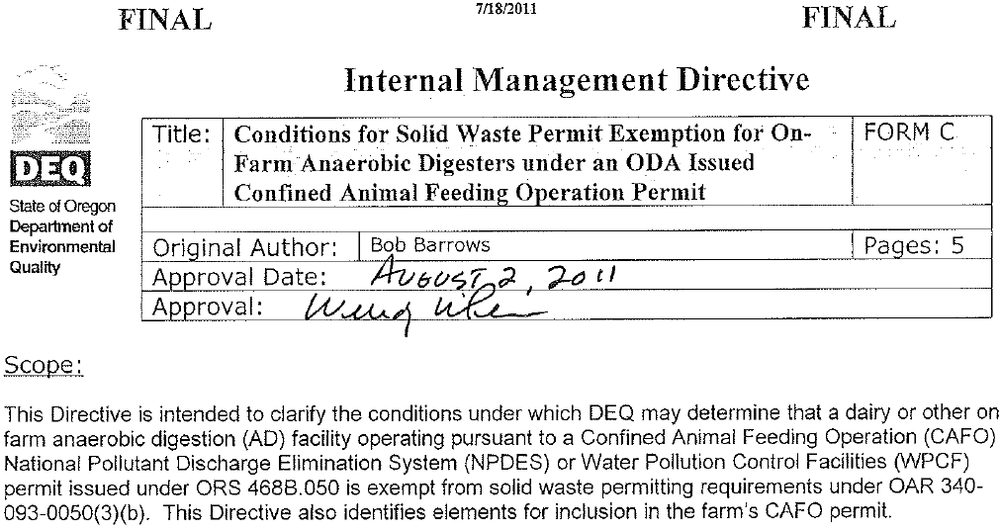 FINAL 7/18/2011 FINAL
Internal Management Directive
DEQ
State of Oregon
Department of
Environmental
Quality
Title: Conditions for Solid Waste Permit Exemption for On- FORM C
Farm Anaerobic Digesters under an ODA Issued
Confined Animal Feeding Operation Permit
Original Author: Bob Barrows Pages: 5
Approval Date: AUGUST 2, 2011
Approval:
Scope:
This Directive is intended to clarify the conditions under which DEQ may determine that a dairy or other on
farm anaerobic digestion (AD) facility operating pursuant to a Confined Animal Feeding Operation (CAFO)
National Pollutant Discharge Elimination System (NPDES) or Water Pollution Control Facilities (WPCF)
permit issued under ORS 468B.050 is exempt from solid waste permitting requirements under OAR 340-
093-0050(3)(b). This Directive also identifies elements for inclusion in the farm's CAFO permit.